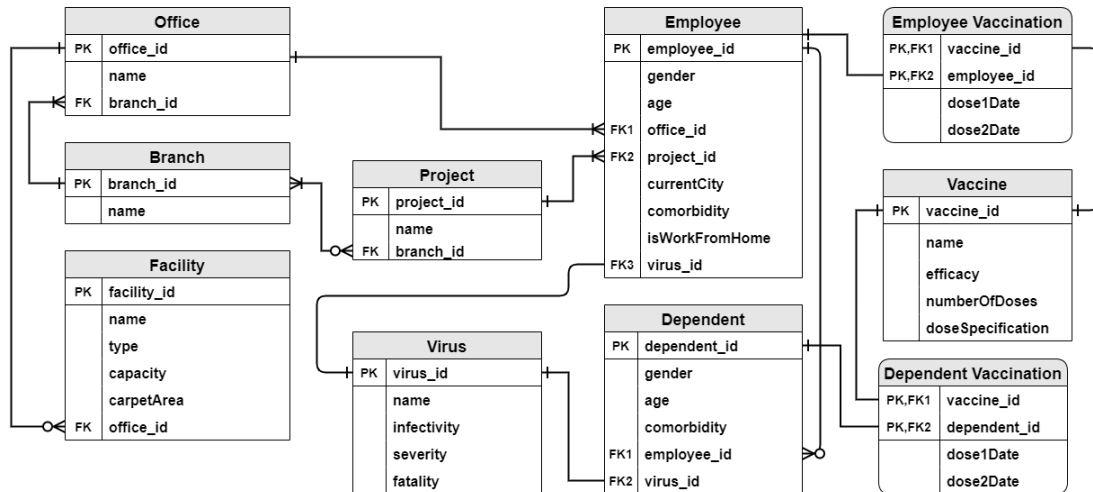 Office
PK office_id
name
FK branch_id
Branch
PK branch_id
name
Facility
PK facility_id
name
type
capacity
carpetArea
FK office_id
Project
PK project_id
name
FK branch_id
Virus
PK virus_id
name
infectivity
severity
fatality
Employee
PK employee_id
gender
age
FK1 office_id
FK2 project_id
currentCity
comorbidity
isWorkFromHome
FK3 virus_id
Dependent
PK dependent_id
gender
age
comorbidity
FK1 employee_id
FK2 virus_id
Employee Vaccination
PK,FK1 vaccine_id
PK,FK2 employee_id
dose1Date
dose2Date
Vaccine
PK vaccine_id
name
efficacy
numberOfDoses
doseSpecification
Dependent Vaccination
PK,FK1 vaccine_id
PK,FK2 dependent_id
dose1Date
dose2Date